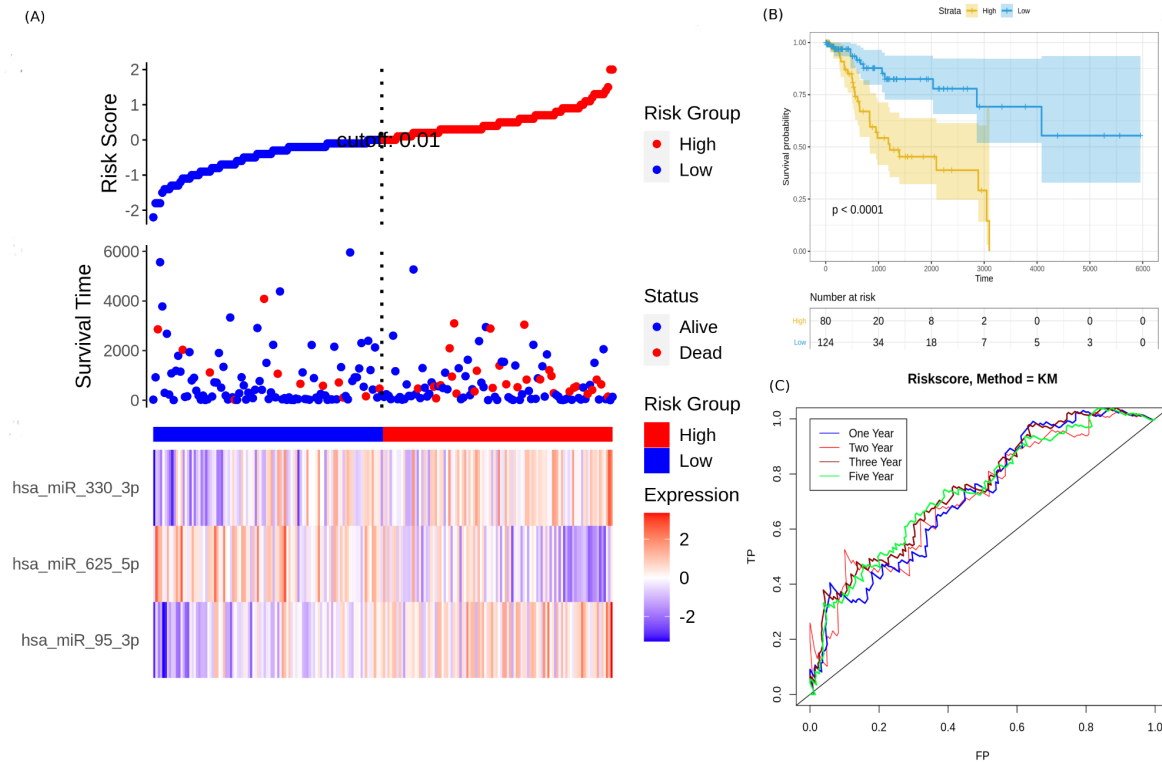 (A)
2
1
0
-1
-2
Risk Score
cutoff: 0.01
Risk Group
High
Low
6000
4000
2000
0
Survival Time
Status
Alive
Dead
Risk Group
High
Low
hsa_miR_330_3p
hsa_miR_625_5p
hsa_miR_95_3p
Expression
2
0
-2
(B)
Strata High Low
1.00
0.75
0.50
0.25
0.00
Survival probability
p < 0.0001
0 1000 2000 3000 4000 5000 6000
Time
Number at risk
High 80 20 8 2 0 0 0
Low 124 34 18 7 5 3 0
(C)
Riskscore, Method = KM
One Year
Two Year
Three Year
Five Year
1.0
0.8
0.6
0.4
0.2
0.0
TP
0.0 0.2 0.4 0.6 0.8 1.0
FP